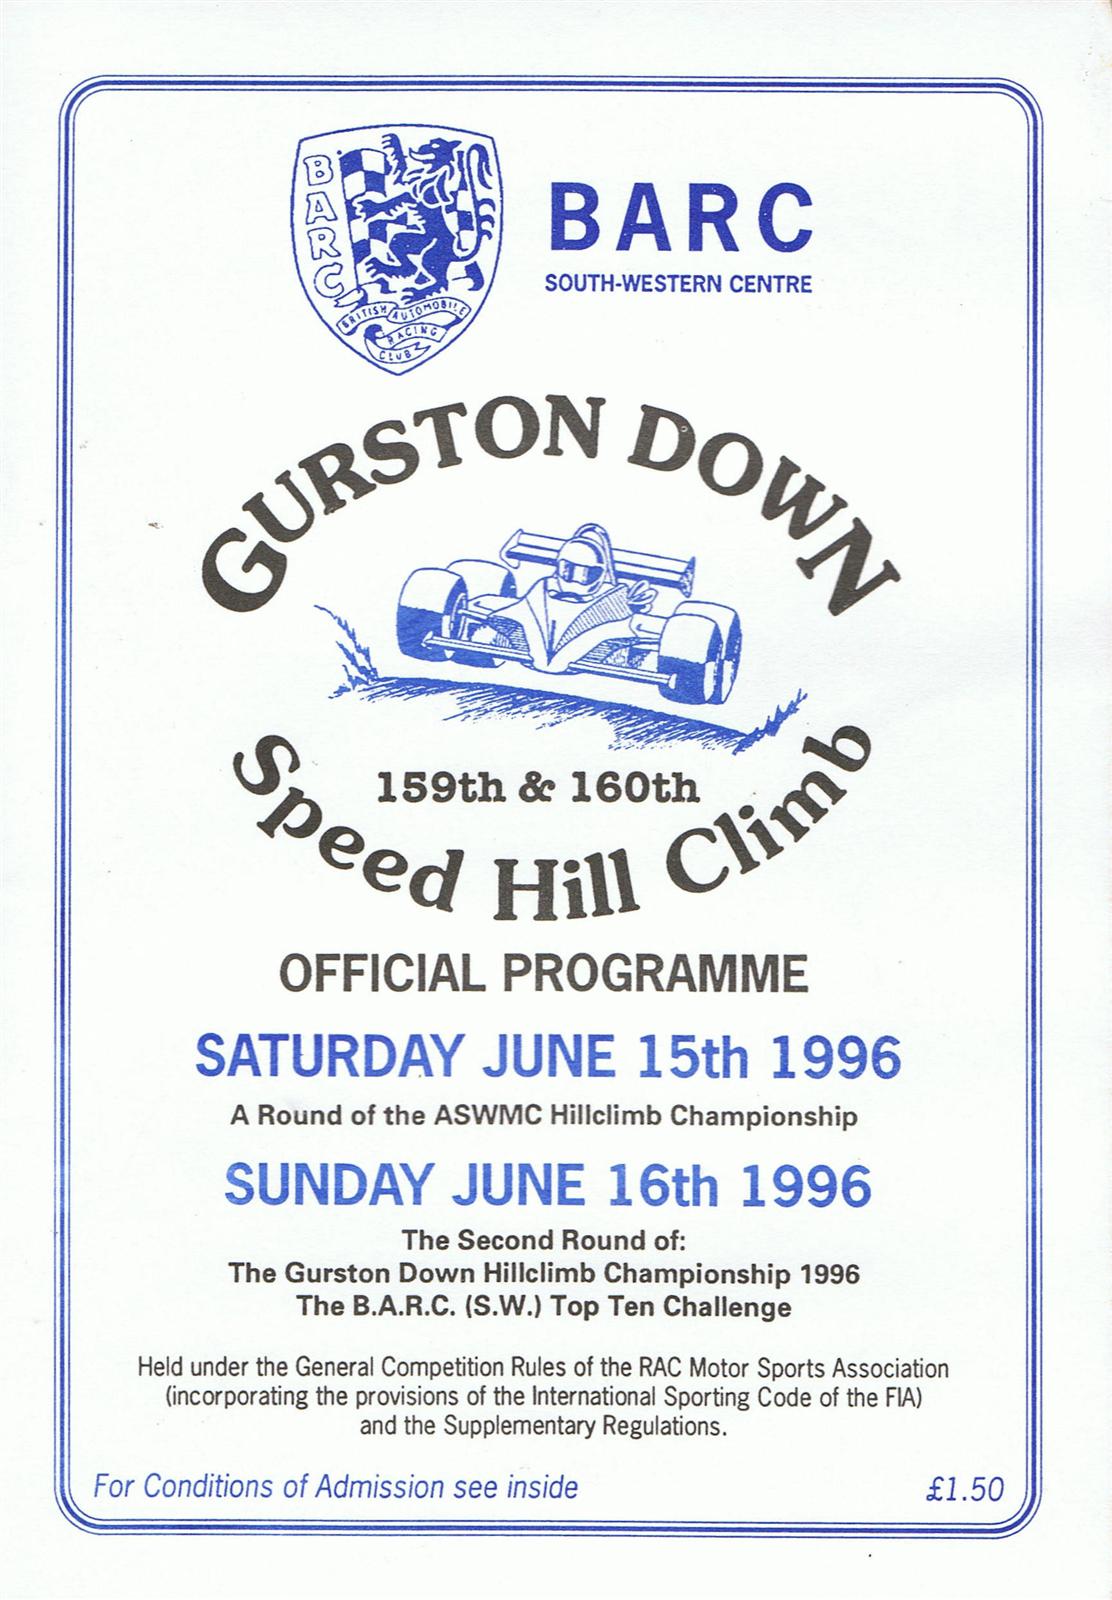 BARC
BRITISH AUTOMOBILE
RACING
CLUB
BARC
SOUTH-WESTERN CENTRE
GURSTON DOWN
159th & 160th
Speed Hill Climb
OFFICIAL PROGRAMME
SATURDAY JUNE 15th 1996
A Round of the ASWMC Hillclimb Championship
SUNDAY JUNE 16th 1996
The Second Round of:
The Gurston Down Hillclimb Championship 1996
The B.A.R.C. (S.W.) Top Ten Challenge
Held under the General Competition Rules of the RAC Motor Sports Association
(incorporating the provisions of the International Sporting Code of the FIA)
and the Supplementary Regulations.
For Conditions of Admission see inside
£1.50